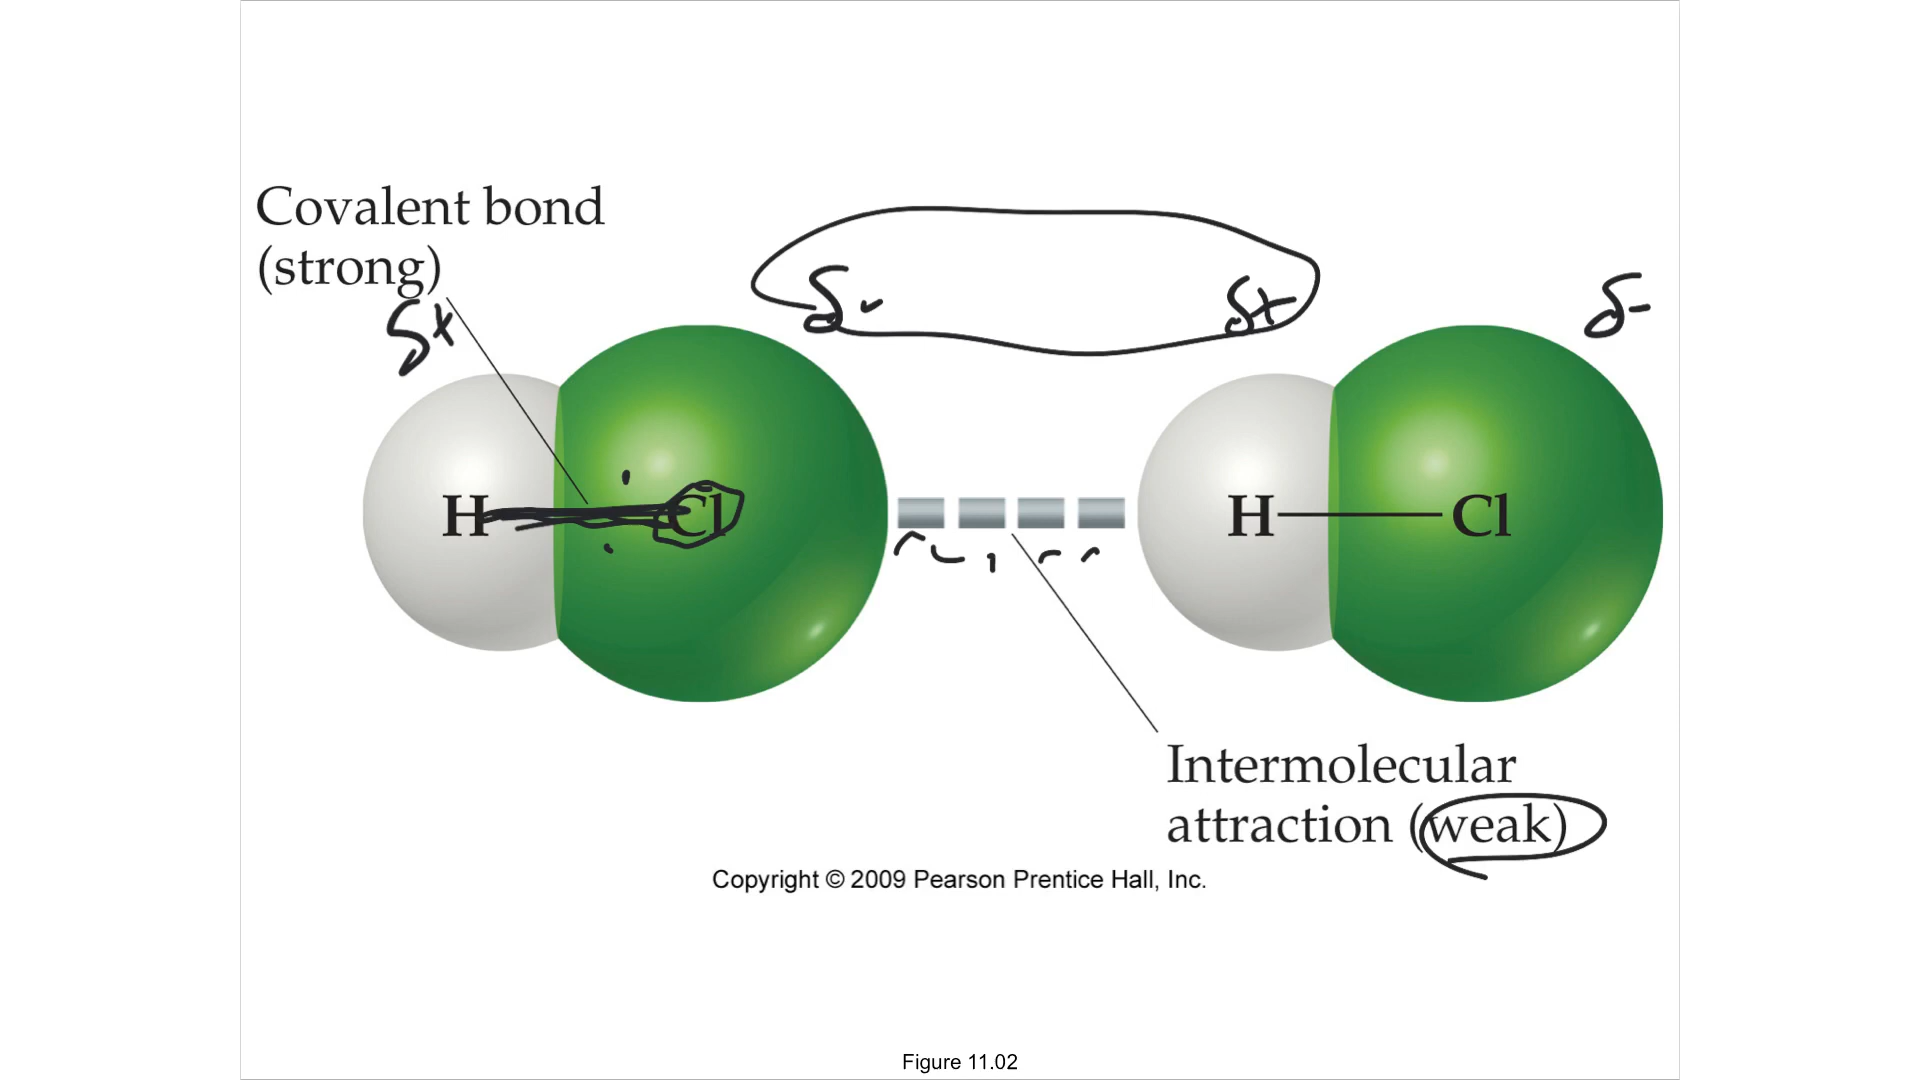 Covalent bond
(strong)
δ+
δ-
δ+
δ-
H
Cl
H
Cl
Intermolecular
attraction (weak)
Copyright © 2009 Pearson Prentice Hall, Inc.
Figure 11.02